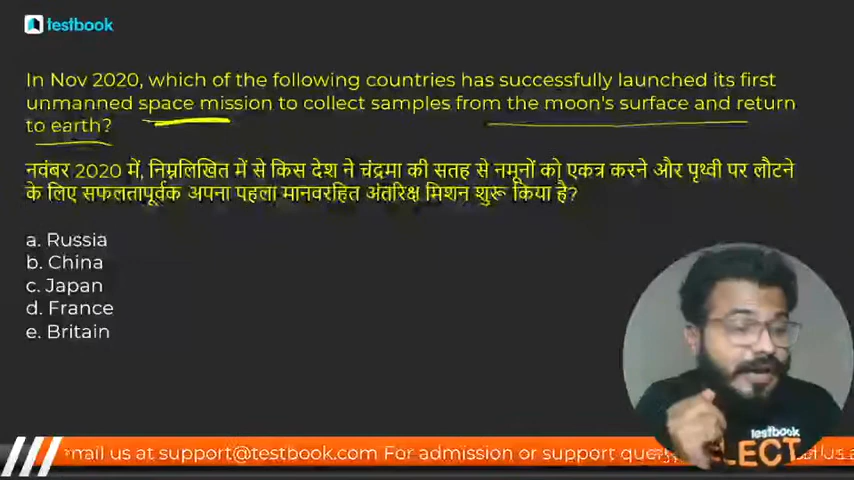 testbook
In Nov 2020, which of the following countries has successfully launched its first
unmanned space mission to collect samples from the moon's surface and return
to earth?
नवंबर 2020 में, निम्नलिखित में से किस देश ने चंद्रमा की सतह से नमूनों को एकत्र करने और पृथ्वी पर लौटने
के लिए सफलतापूर्वक अपना पहला मानवरहित अंतरिक्ष मिशन शुरू किया है?
a. Russia
b. China
c. Japan
d. France
e. Britain
testbook
LECT
mail us at support@testbook.com For admission or support